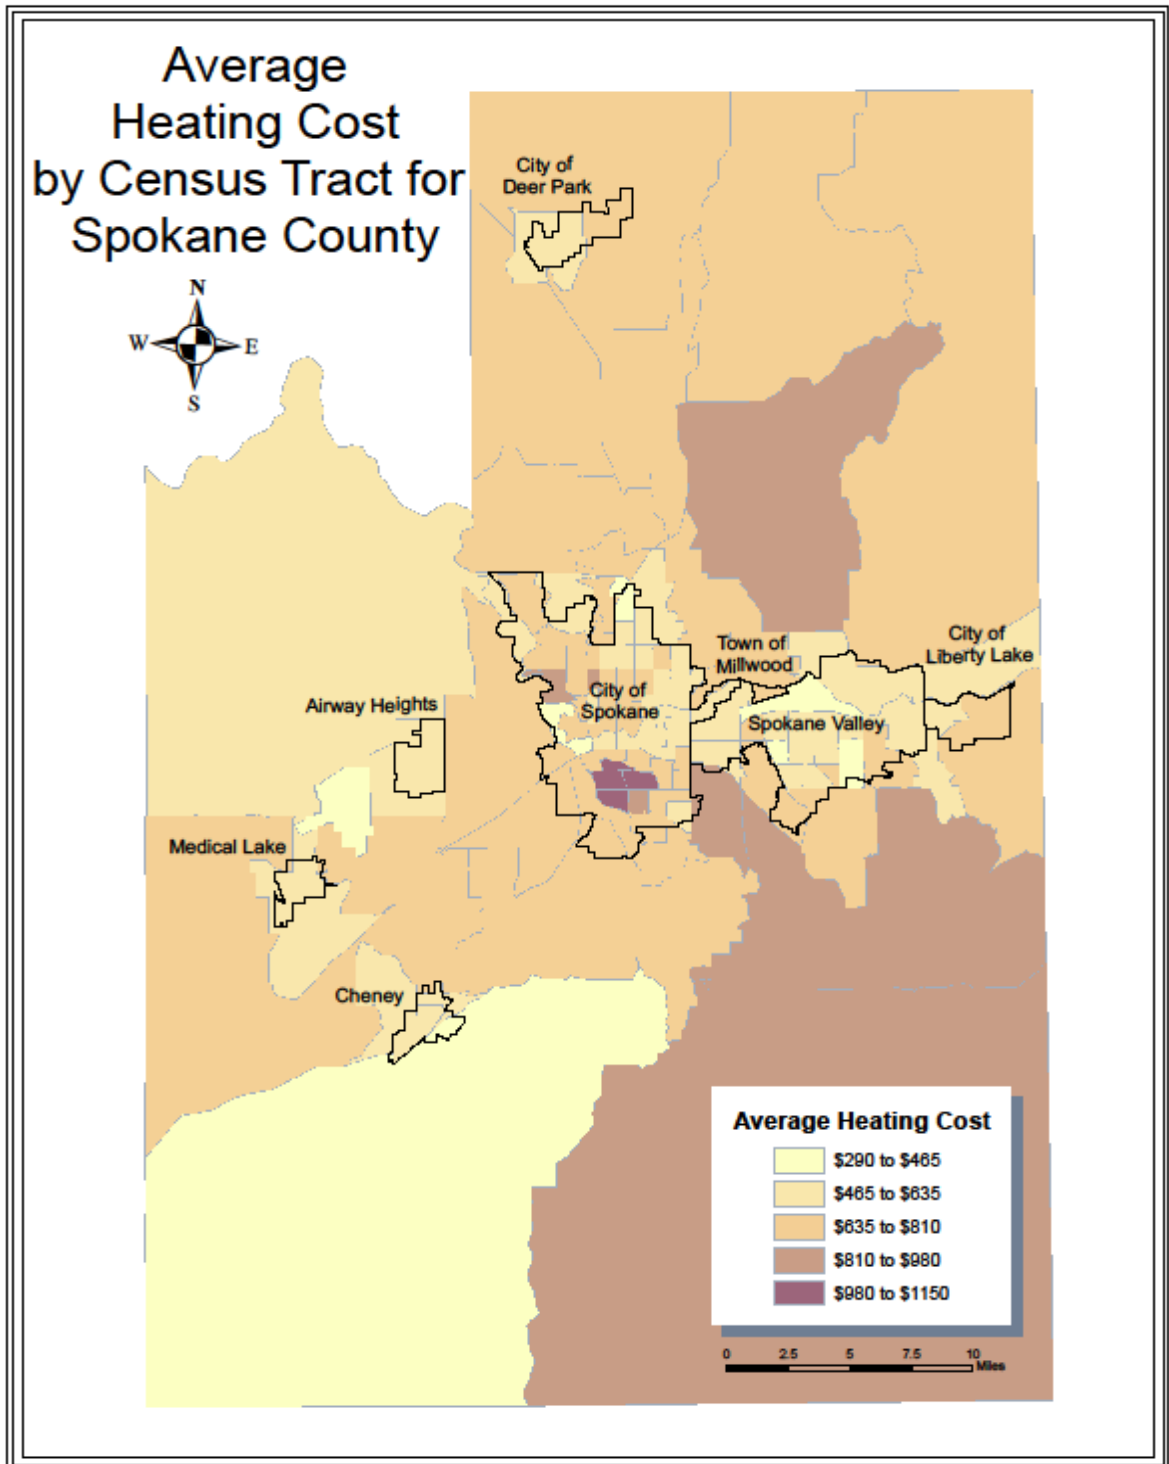 Average
Heating Cost
by Census Tract for
Spokane County
N
W
E
S
City of
Deer Park
Town of
Millwood
City of
Liberty Lake
City of
Spokane
Airway Heights
Spokane Valley
Medical Lake
Cheney
Average Heating Cost
$290 to $465
$465 to $635
$635 to $810
$810 to $980
$980 to $1150
0 2.5 5 7.5 10
Miles